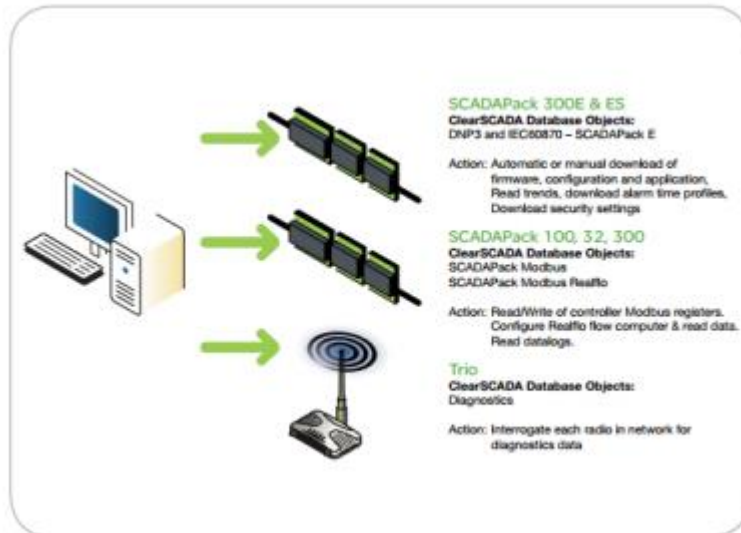 SCADAPack 300E & ES
ClearSCADA Database Objects:
DNP3 and IEC60870 – SCADAPack E
Action: Automatic or manual download of
firmware, configuration and application,
Read trends, download alarm time profiles,
Download security settings
SCADAPack 100, 32, 300
ClearSCADA Database Objects:
SCADAPack Modbus
SCADAPack Modbus Realflo
Action: Read/Write of controller Modbus registers.
Configure Realflo flow computer & read data.
Read datalogs.
Trio
ClearSCADA Database Objects:
Diagnostics
Action: Interrogate each radio in network for
diagnostics data